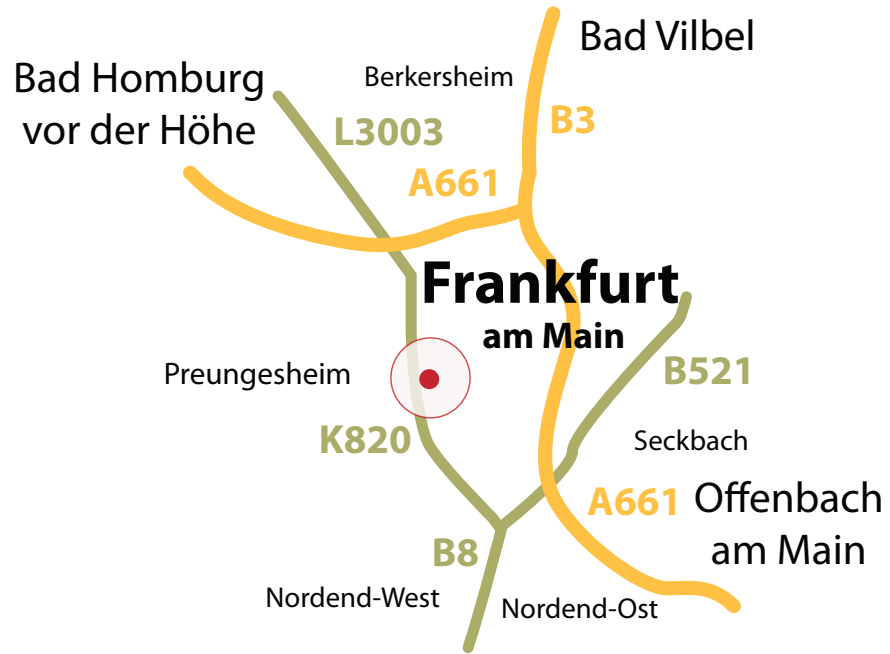 Bad Vilbel
Berkersheim
Bad Homburg
vor der Höhe
L3003
B3
A661
Frankfurt
am Main
Preungesheim
B521
K820
Seckbach
A661
Offenbach
am Main
B8
Nordend-West
Nordend-Ost